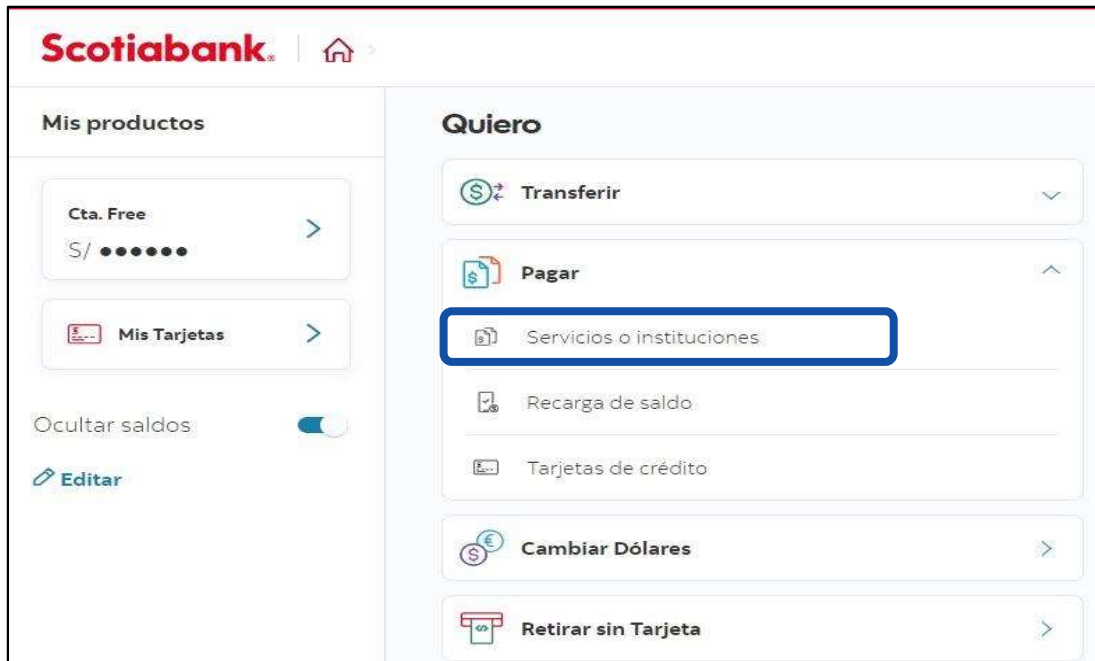 Scotiabank®
Mis productos
Cta. Free
S/ ●●●●●●
Mis Tarjetas
Ocultar saldos
Editar
Quiero
Transferir
Pagar
Servicios o instituciones
Recarga de saldo
Tarjetas de crédito
Cambiar Dólares
Retirar sin Tarjeta